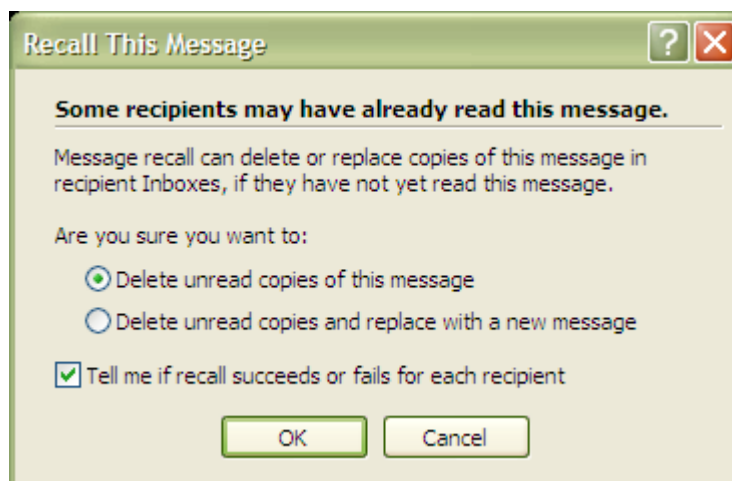 Recall This Message
Some recipients may have already read this message.
Message recall can delete or replace copies of this message in
recipient Inboxes, if they have not yet read this message.
Are you sure you want to:
Delete unread copies of this message
Delete unread copies and replace with a new message
Tell me if recall succeeds or fails for each recipient
OK Cancel